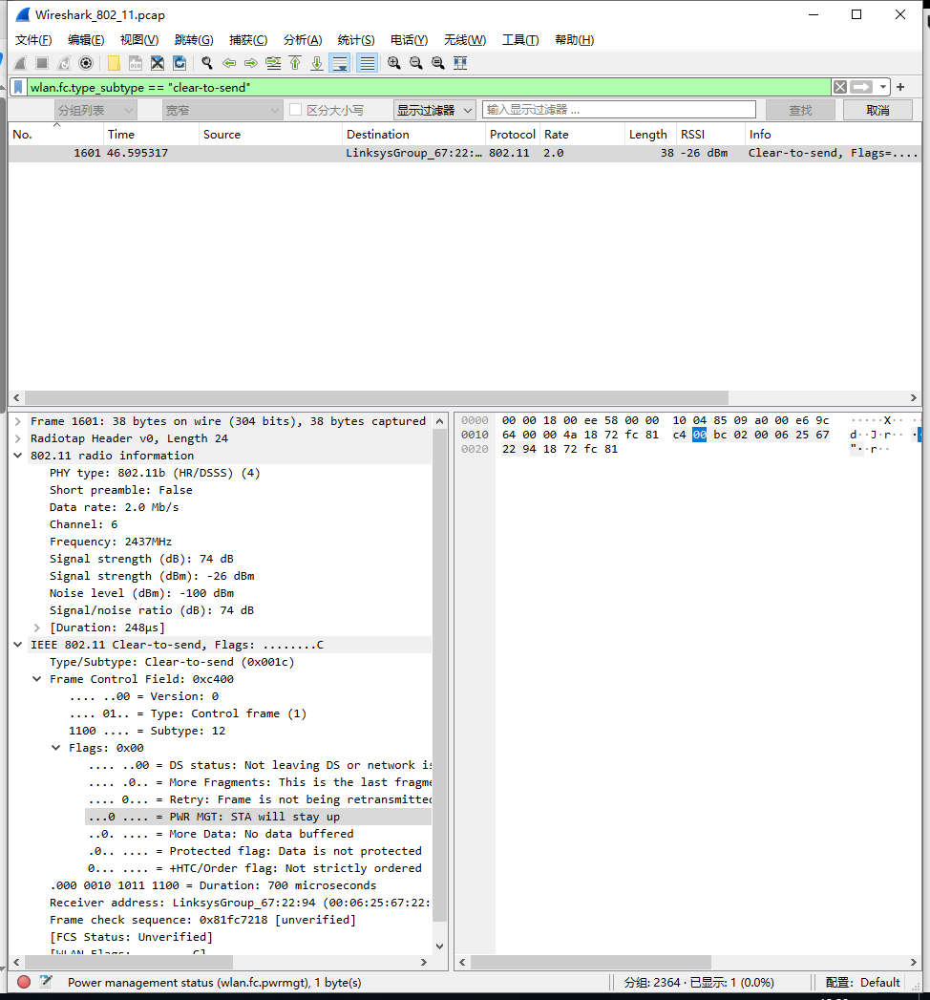 Wireshark_802_11.pcap
文件(F) 编辑(E) 视图(V) 跳转(G) 捕获(C) 分析(A) 统计(S) 电话(Y) 无线(W) 工具(T) 帮助(H)
wlan.fc.type_subtype == "clear-to-send"
分组列表 宽窄 区分大小写 显示过滤器 输入显示过滤器 … 查找 取消
No. Time Source Destination Protocol Rate Length RSSI Info
1601 46.595317 LinksysGroup_67:22:… 802.11 2.0 38 -26 dBm Clear-to-send, Flags=....
Frame 1601: 38 bytes on wire (304 bits), 38 bytes captured
Radiotap Header v0, Length 24
802.11 radio information
PHY type: 802.11b (HR/DSSS) (4)
Short preamble: False
Data rate: 2.0 Mb/s
Channel: 6
Frequency: 2437MHz
Signal strength (dB): 74 dB
Signal strength (dBm): -26 dBm
Noise level (dBm): -100 dBm
Signal/noise ratio (dB): 74 dB
[Duration: 248µs]
IEEE 802.11 Clear-to-send, Flags: ........C
Type/Subtype: Clear-to-send (0x001c)
Frame Control Field: 0xc400
.... ..00 = Version: 0
.... 01.. = Type: Control frame (1)
1100 .... = Subtype: 12
Flags: 0x00
.... ..00 = DS status: Not leaving DS or network is
.... .0.. = More Fragments: This is the last fragme
.... 0... = Retry: Frame is not being retransmitted
...0 .... = PWR MGT: STA will stay up
..0. .... = More Data: No data buffered
.0.. .... = Protected flag: Data is not protected
0... .... = +HTC/Order flag: Not strictly ordered
.000 0010 1011 1100 = Duration: 700 microseconds
Receiver address: LinksysGroup_67:22:94 (00:06:25:67:22:
Frame check sequence: 0x81fc7218 [unverified]
[FCS Status: Unverified]
[WLAN Flags: ........C]
0000 00 00 18 00 ee 58 00 00 10 04 85 09 a0 00 e6 9c ·····X··
0010 64 00 00 4a 18 72 fc 81 c4 00 bc 02 00 06 25 67 d··J·r·· ··
0020 22 94 18 72 fc 81 "··r··
Power management status (wlan.fc.pwrmgt), 1 byte(s) 分组: 2364 · 已显示: 1 (0.0%) 配置: Default